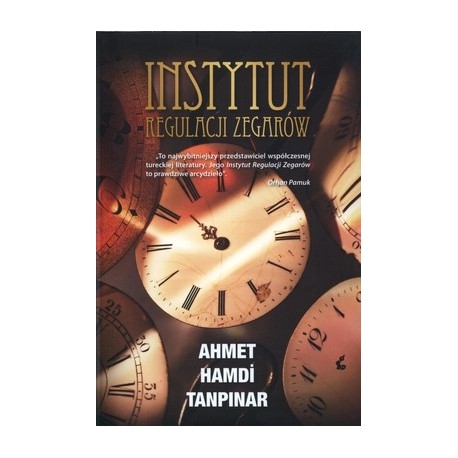 INSTYTUT
REGULACJI ZEGARÓW
„To najwybitniejszy przedstawiciel współczesnej
tureckiej literatury. Jego Instytut Regulacji Zegarów
to prawdziwe arcydzieło”.
Orhan Pamuk
AHMET
HAMDİ
TANPINAR